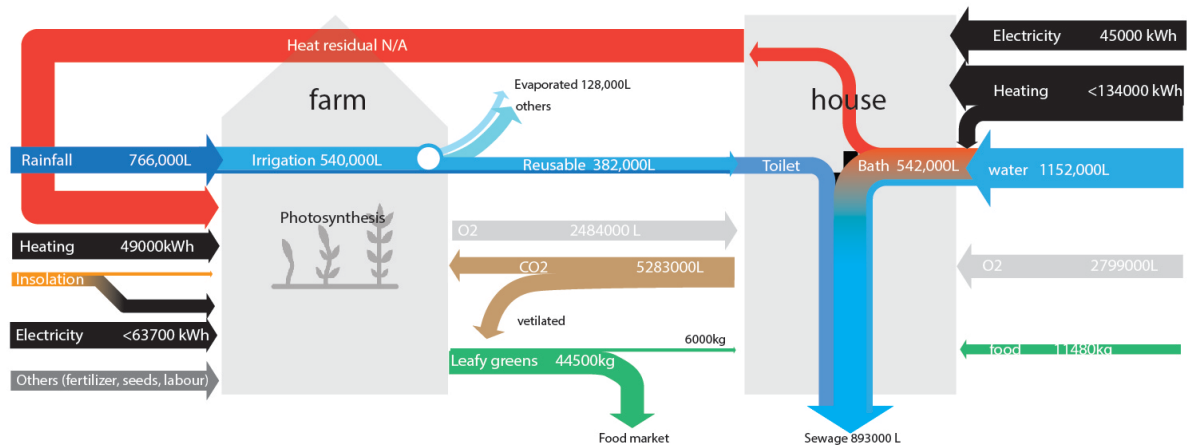 Heat residual N/A
Electricity 45000 kWh
farm
Evaporated 128,000L
others
house
Heating <134000 kWh
Rainfall 766,000L
Irrigation 540,000L
Reusable 382,000L
Toilet
Bath 542,000L
water 1152,000L
Photosynthesis
O2 2484000 L
Heating 49000kWh
CO2 5283000L
O2 2799000L
Insolation
vetilated
Electricity <63700 kWh
6000kg
Leafy greens 44500kg
food 11480kg
Others (fertilizer, seeds, labour)
Food market
Sewage 893000 L